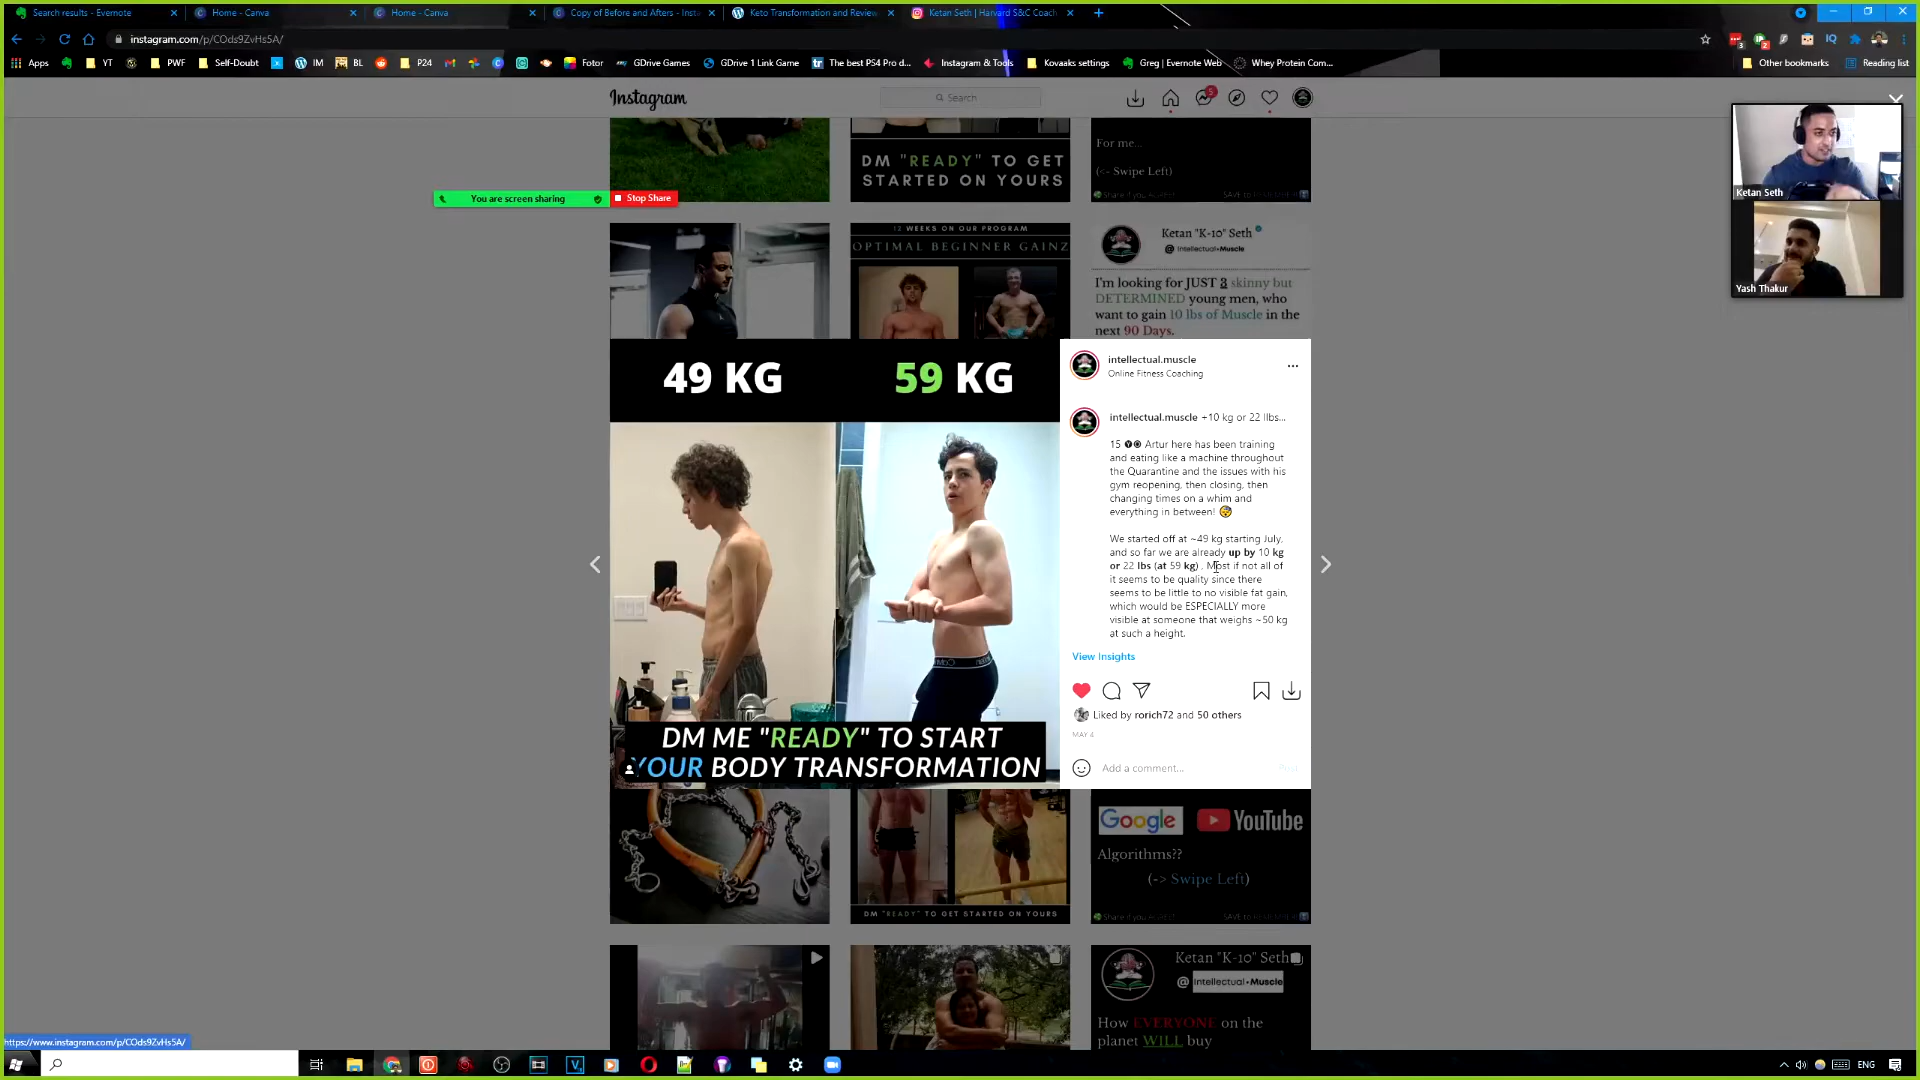 Search results - Evernote
Home - Canva
Home - Canva
Copy of Before and Afters - Inst
Keto Transformation and Review
Ketan Seth | Harvard S&C Coach
instagram.com/p/COds9ZvHs5A/
Apps
YT
PWF
Self-Doubt
IM
BL
P24
Fotor
GDrive Games
GDrive 1 Link Game
The best PS4 Pro d...
Instagram & Tools
Kovaaks settings
Greg | Evernote Web
Whey Protein Com...
Other bookmarks
Reading list
Instagram
Search
5
DM "READY" TO GET
STARTED ON YOURS
For me...
(<- Swipe Left)
You are screen sharing
Stop Share
Ketan Seth
Yash Thakur
12 WEEKS ON OUR PROGRAM
OPTIMAL BEGINNER GAINZ
Ketan "K-10" Seth
@ Intellectual•Muscle
I'm looking for JUST 3 skinny but
DETERMINED young men, who
want to gain 10 lbs of Muscle in the
next 90 Days.
49 KG
59 KG
DM ME "READY" TO START
YOUR BODY TRANSFORMATION
intellectual.muscle
Online Fitness Coaching
intellectual.muscle +10 kg or 22 llbs...
15 Y O Artur here has been training
and eating like a machine throughout
the Quarantine and the issues with his
gym reopening, then closing, then
changing times on a whim and
everything in between!
We started off at ~49 kg starting July,
and so far we are already up by 10 kg
or 22 lbs (at 59 kg) . Most if not all of
it seems to be quality since there
seems to be little to no visible fat gain,
which would be ESPECIALLY more
visible at someone that weighs ~50 kg
at such a height.
View Insights
Liked by rorich72 and 50 others
MAY 4
Add a comment...
Post
DM "READY" TO GET STARTED ON YOURS
Google YouTube
Algorithms??
(-> Swipe Left)
Ketan "K-10" Seth
@ Intellectual•Muscle
How EVERYONE on the
planet WILL buy
https://www.instagram.com/p/COds9ZvHs5A/
ENG